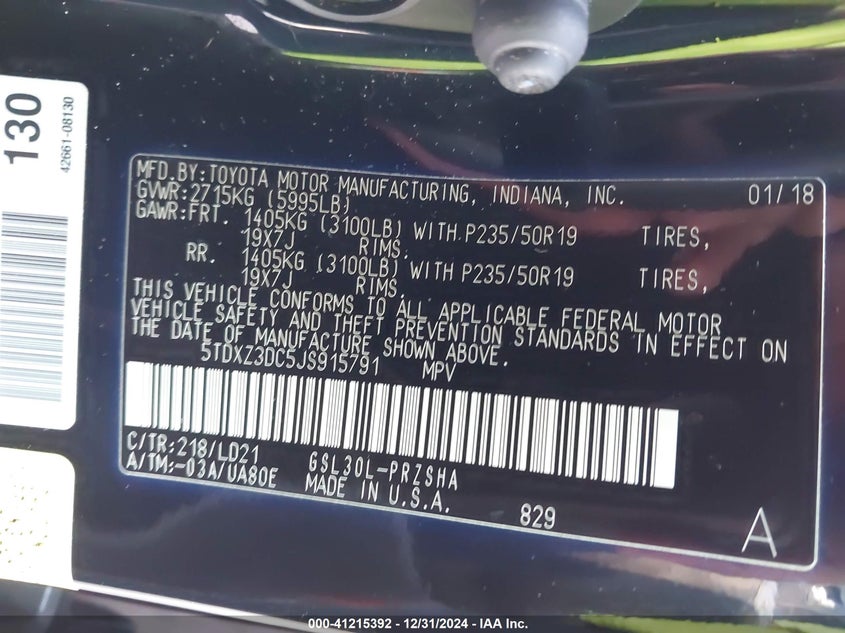 130
42661-08130
MFD.BY:TOYOTA MOTOR MANUFACTURING, INDIANA, INC. 01/18
GVWR:2715KG (5995LB)
GAWR:FRT. 1405KG (3100LB) WITH P235/50R19 TIRES,
19X7J RIMS,
RR. 1405KG (3100LB) WITH P235/50R19 TIRES,
19X7J RIMS.
THIS VEHICLE CONFORMS TO ALL APPLICABLE FEDERAL MOTOR
VEHICLE SAFETY AND THEFT PREVENTION STANDARDS IN EFFECT ON
THE DATE OF MANUFACTURE SHOWN ABOVE.
5TDXZ3DC5JS915791 MPV
C/TR:218/LD21 GSL30L-PRZSHA
A/TM:-03A/UA80E MADE IN U.S.A.
829 A
000-41215392 - 12/31/2024 - IAA Inc.